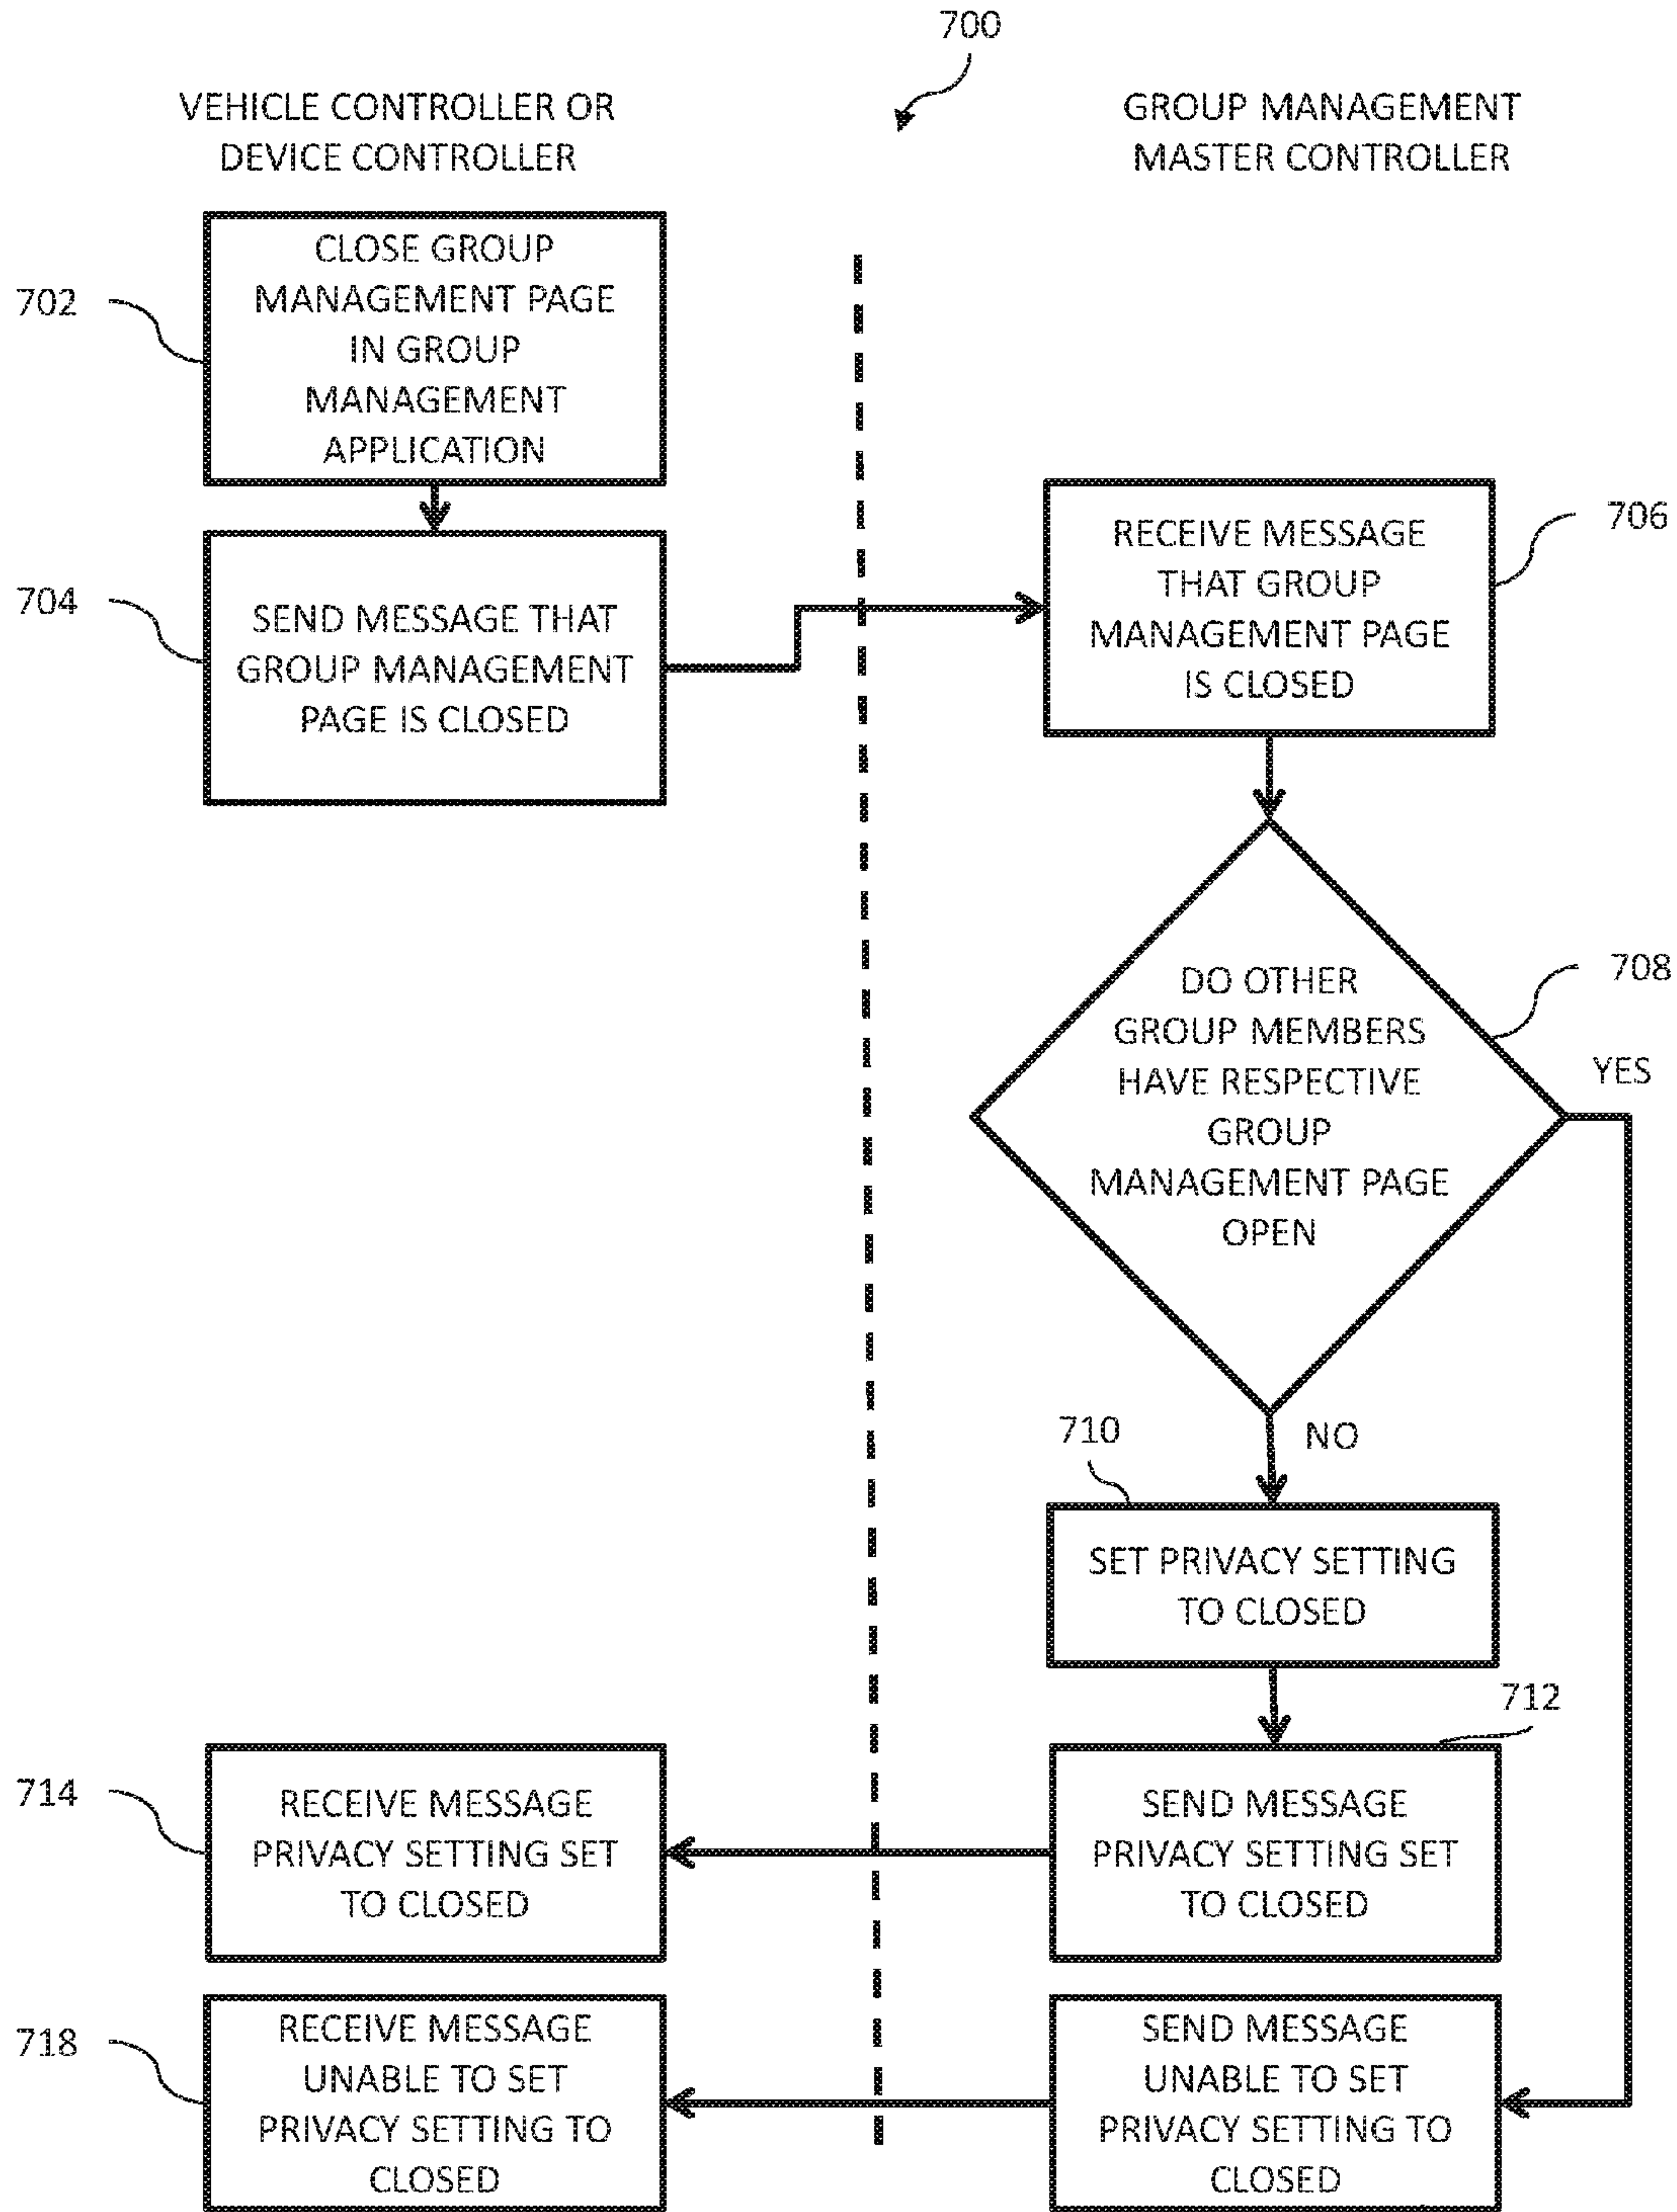 700
VEHICLE CONTROLLER OR
DEVICE CONTROLLER
GROUP MANAGEMENT
MASTER CONTROLLER
702
CLOSE GROUP
MANAGEMENT PAGE
IN GROUP
MANAGEMENT
APPLICATION
704
SEND MESSAGE THAT
GROUP MANAGEMENT
PAGE IS CLOSED
706
RECEIVE MESSAGE
THAT GROUP
MANAGEMENT PAGE
IS CLOSED
708
DO OTHER
GROUP MEMBERS
HAVE RESPECTIVE
GROUP
MANAGEMENT PAGE
OPEN
YES
NO
710
SET PRIVACY SETTING
TO CLOSED
712
SEND MESSAGE
PRIVACY SETTING SET
TO CLOSED
714
RECEIVE MESSAGE
PRIVACY SETTING SET
TO CLOSED
SEND MESSAGE
UNABLE TO SET
PRIVACY SETTING TO
CLOSED
718
RECEIVE MESSAGE
UNABLE TO SET
PRIVACY SETTING TO
CLOSED